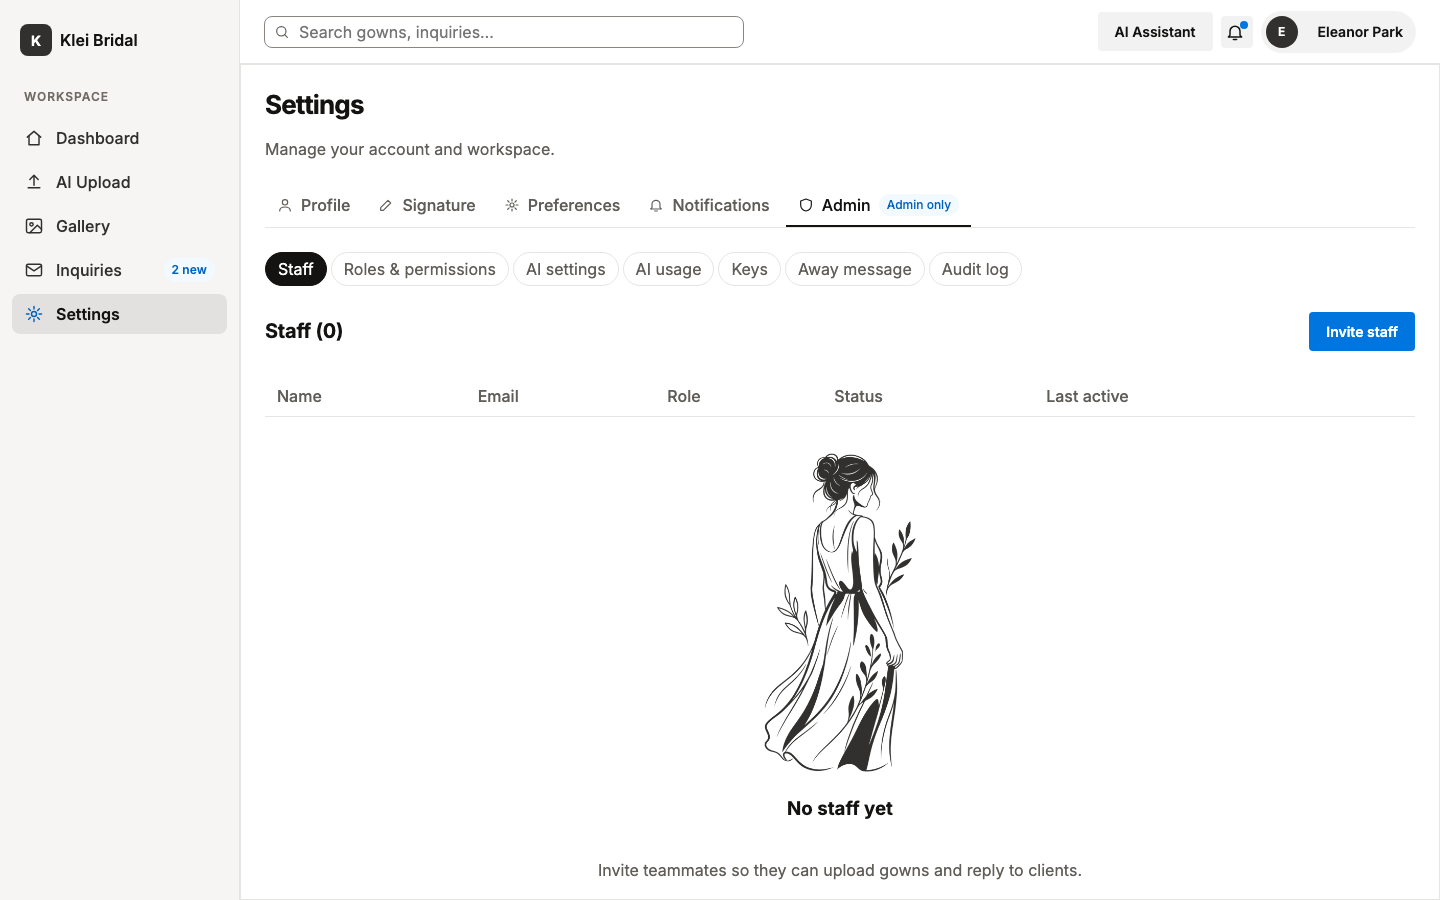 K
Klei Bridal
Search gowns, inquiries...
AI Assistant
E
Eleanor Park
WORKSPACE
Dashboard
AI Upload
Gallery
Inquiries
2 new
Settings
Settings
Manage your account and workspace.
Profile
Signature
Preferences
Notifications
Admin
Admin only
Staff
Roles & permissions
AI settings
AI usage
Keys
Away message
Audit log
Staff (0)
Invite staff
Name
Email
Role
Status
Last active
No staff yet
Invite teammates so they can upload gowns and reply to clients.